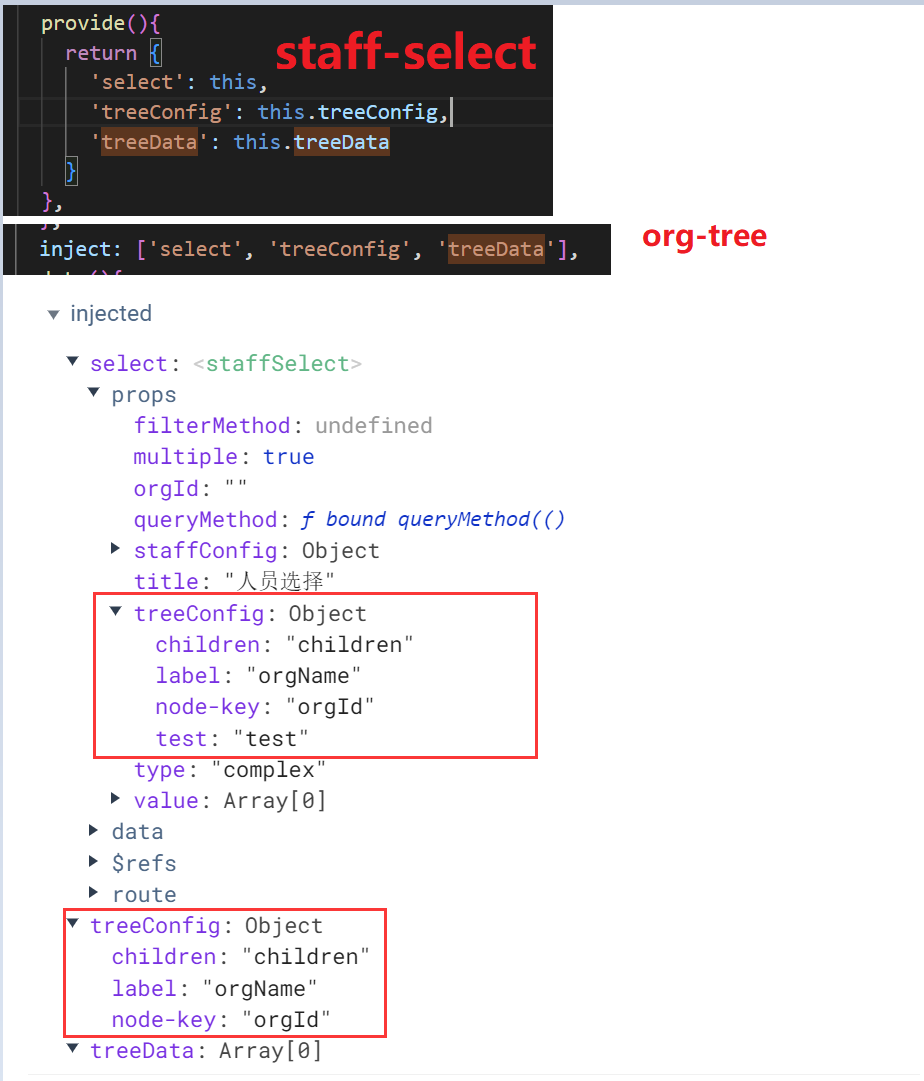 provide(){
return {
staff-select
'select': this,
'treeConfig': this.treeConfig,
'treeData': this.treeData
}
},
inject: ['select', 'treeConfig', 'treeData'],
org-tree
injected
select: <staffSelect>
props
filterMethod: undefined
multiple: true
orgId: ""
queryMethod: ƒ bound queryMethod(()
staffConfig: Object
title: "人员选择"
treeConfig: Object
children: "children"
label: "orgName"
node-key: "orgId"
test: "test"
type: "complex"
value: Array[0]
data
$refs
route
treeConfig: Object
children: "children"
label: "orgName"
node-key: "orgId"
treeData: Array[0]